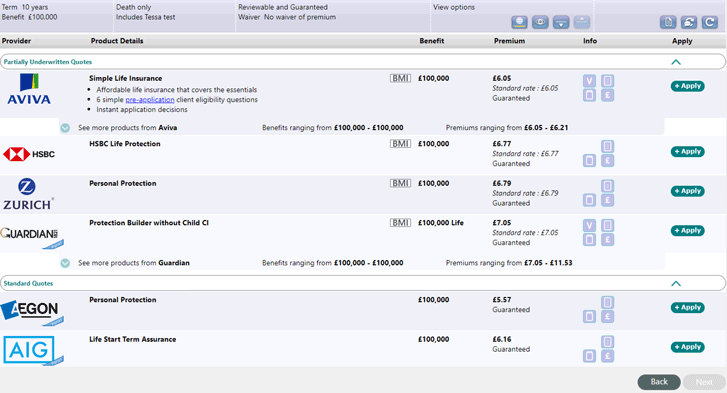 Term 10 years Death only Reviewable and Guaranteed View options
Benefit £100.000 Includes Tessa test Waiver No waiver of premium
Provider Product Details Benefit Premium Info Apply
Partially Underwritten Quotes
AVIVA Simple Life Insurance BMI £100,000 £6.05 + Apply
Affordable life insurance that covers the essentials Standard rate : £6.05
6 simple pre-application client eligibility questions Guaranteed
Instant application decisions
See more products from Aviva Benefits ranging from £100,000 - £100,000 Premiums ranging from £6.05 - £6.21
HSBC HSBC Life Protection BMI £100,000 £6.77 + Apply
Standard rate : £6.77
Guaranteed
ZURICH Personal Protection BMI £100,000 £6.79 + Apply
Standard rate : £6.79
Guaranteed
GUARDIAN Protection Builder without Child CI BMI £100,000 Life £7.05 + Apply
Standard rate : £7.05
Guaranteed
See more products from Guardian Benefits ranging from £100,000 - £100,000 Premiums ranging from £7.05 - £11.53
Standard Quotes
AEGON Personal Protection £100,000 £5.57 + Apply
Guaranteed
AIG Life Start Term Assurance £100,000 £6.16 + Apply
Guaranteed
Back Next